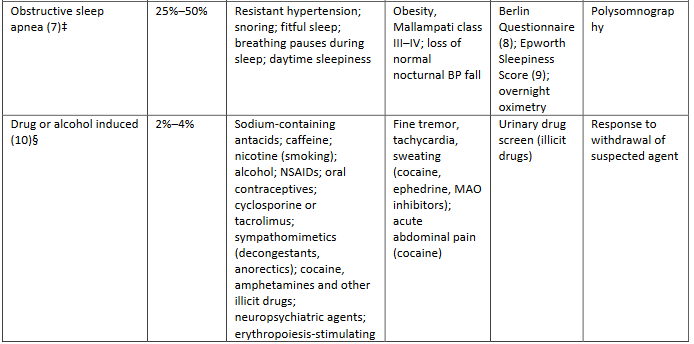 Obstructive sleep
apnea (7)‡
25%–50%
Resistant hypertension;
snoring; fitful sleep;
breathing pauses during
sleep; daytime sleepiness
Obesity,
Mallampati class
III–IV; loss of
normal
nocturnal BP fall
Berlin
Questionnaire
(8); Epworth
Sleepiness
Score (9);
overnight
oximetry
Polysomnograp
hy
Drug or alcohol induced
(10)§
2%–4%
Sodium-containing
antacids; caffeine;
nicotine (smoking);
alcohol; NSAIDs; oral
contraceptives;
cyclosporine or
tacrolimus;
sympathomimetics
(decongestants,
anorectics); cocaine,
amphetamines and other
illicit drugs;
neuropsychiatric agents;
erythropoiesis-stimulating
Fine tremor,
tachycardia,
sweating
(cocaine,
ephedrine, MAO
inhibitors);
acute
abdominal pain
(cocaine)
Urinary drug
screen (illicit
drugs)
Response to
withdrawal of
suspected agent